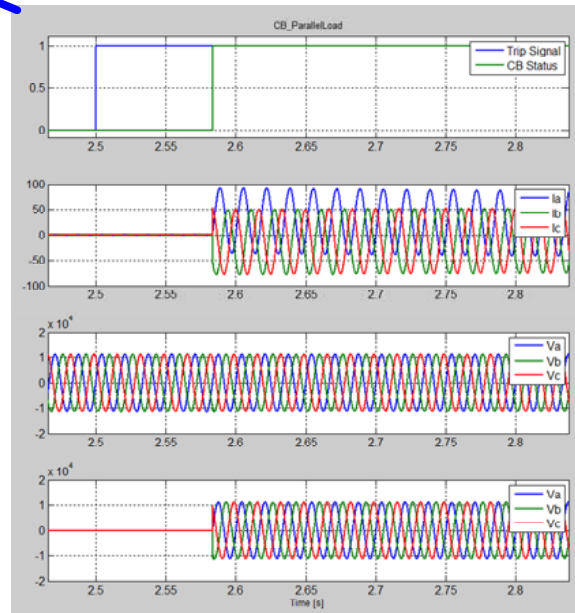 CB_ParallelLoad
1
0.5
0
Trip Signal
CB Status
2.5 2.55 2.6 2.65 2.7 2.75 2.8
100
50
0
-50
-100
Ia
Ib
Ic
2.5 2.55 2.6 2.65 2.7 2.75 2.8
x 10^4
2
1
0
-1
-2
Va
Vb
Vc
2.5 2.55 2.6 2.65 2.7 2.75 2.8
x 10^4
2
1
0
-1
-2
Va
Vb
Vc
2.5 2.55 2.6 2.65 2.7 2.75 2.8
Time [s]